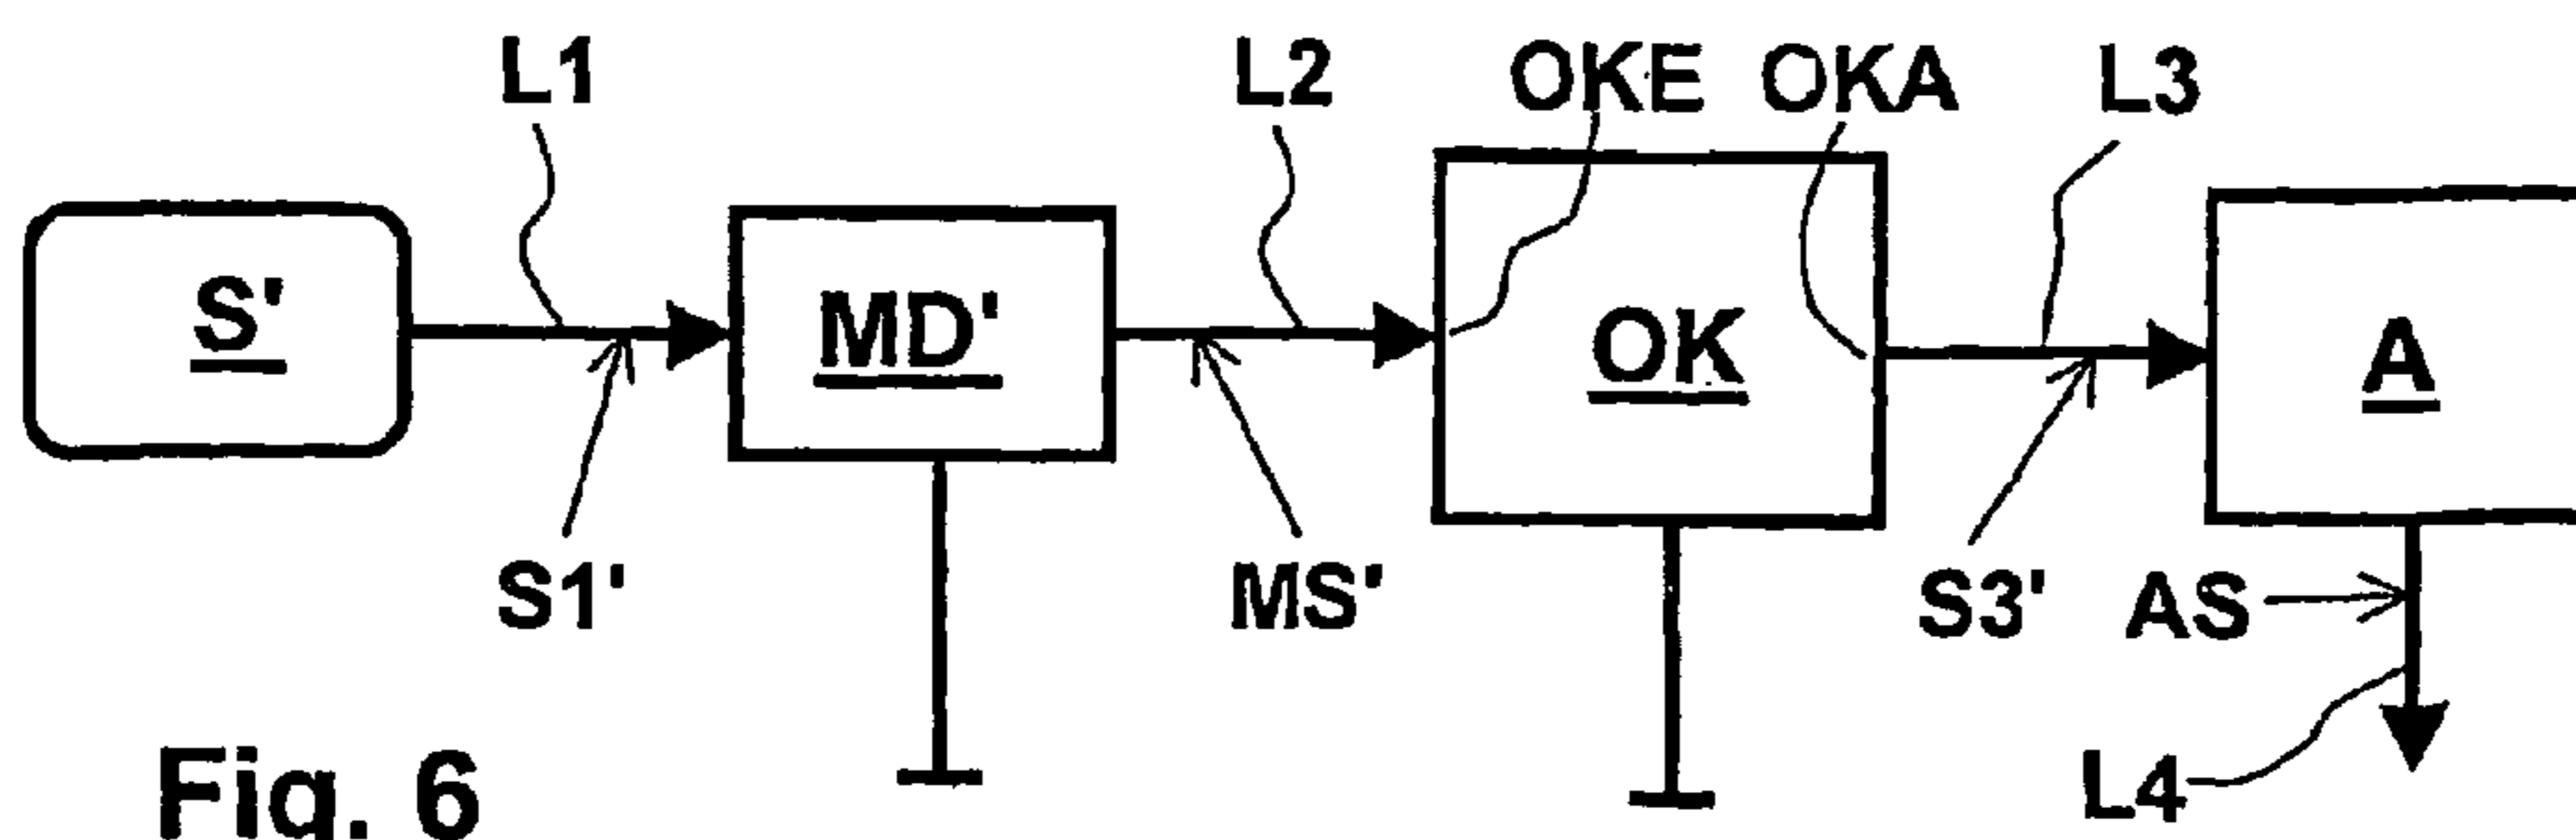 L1 L2 OKE OKA L3
S' MD' OK A
S1' MS' S3' AS
L4
Fig. 6